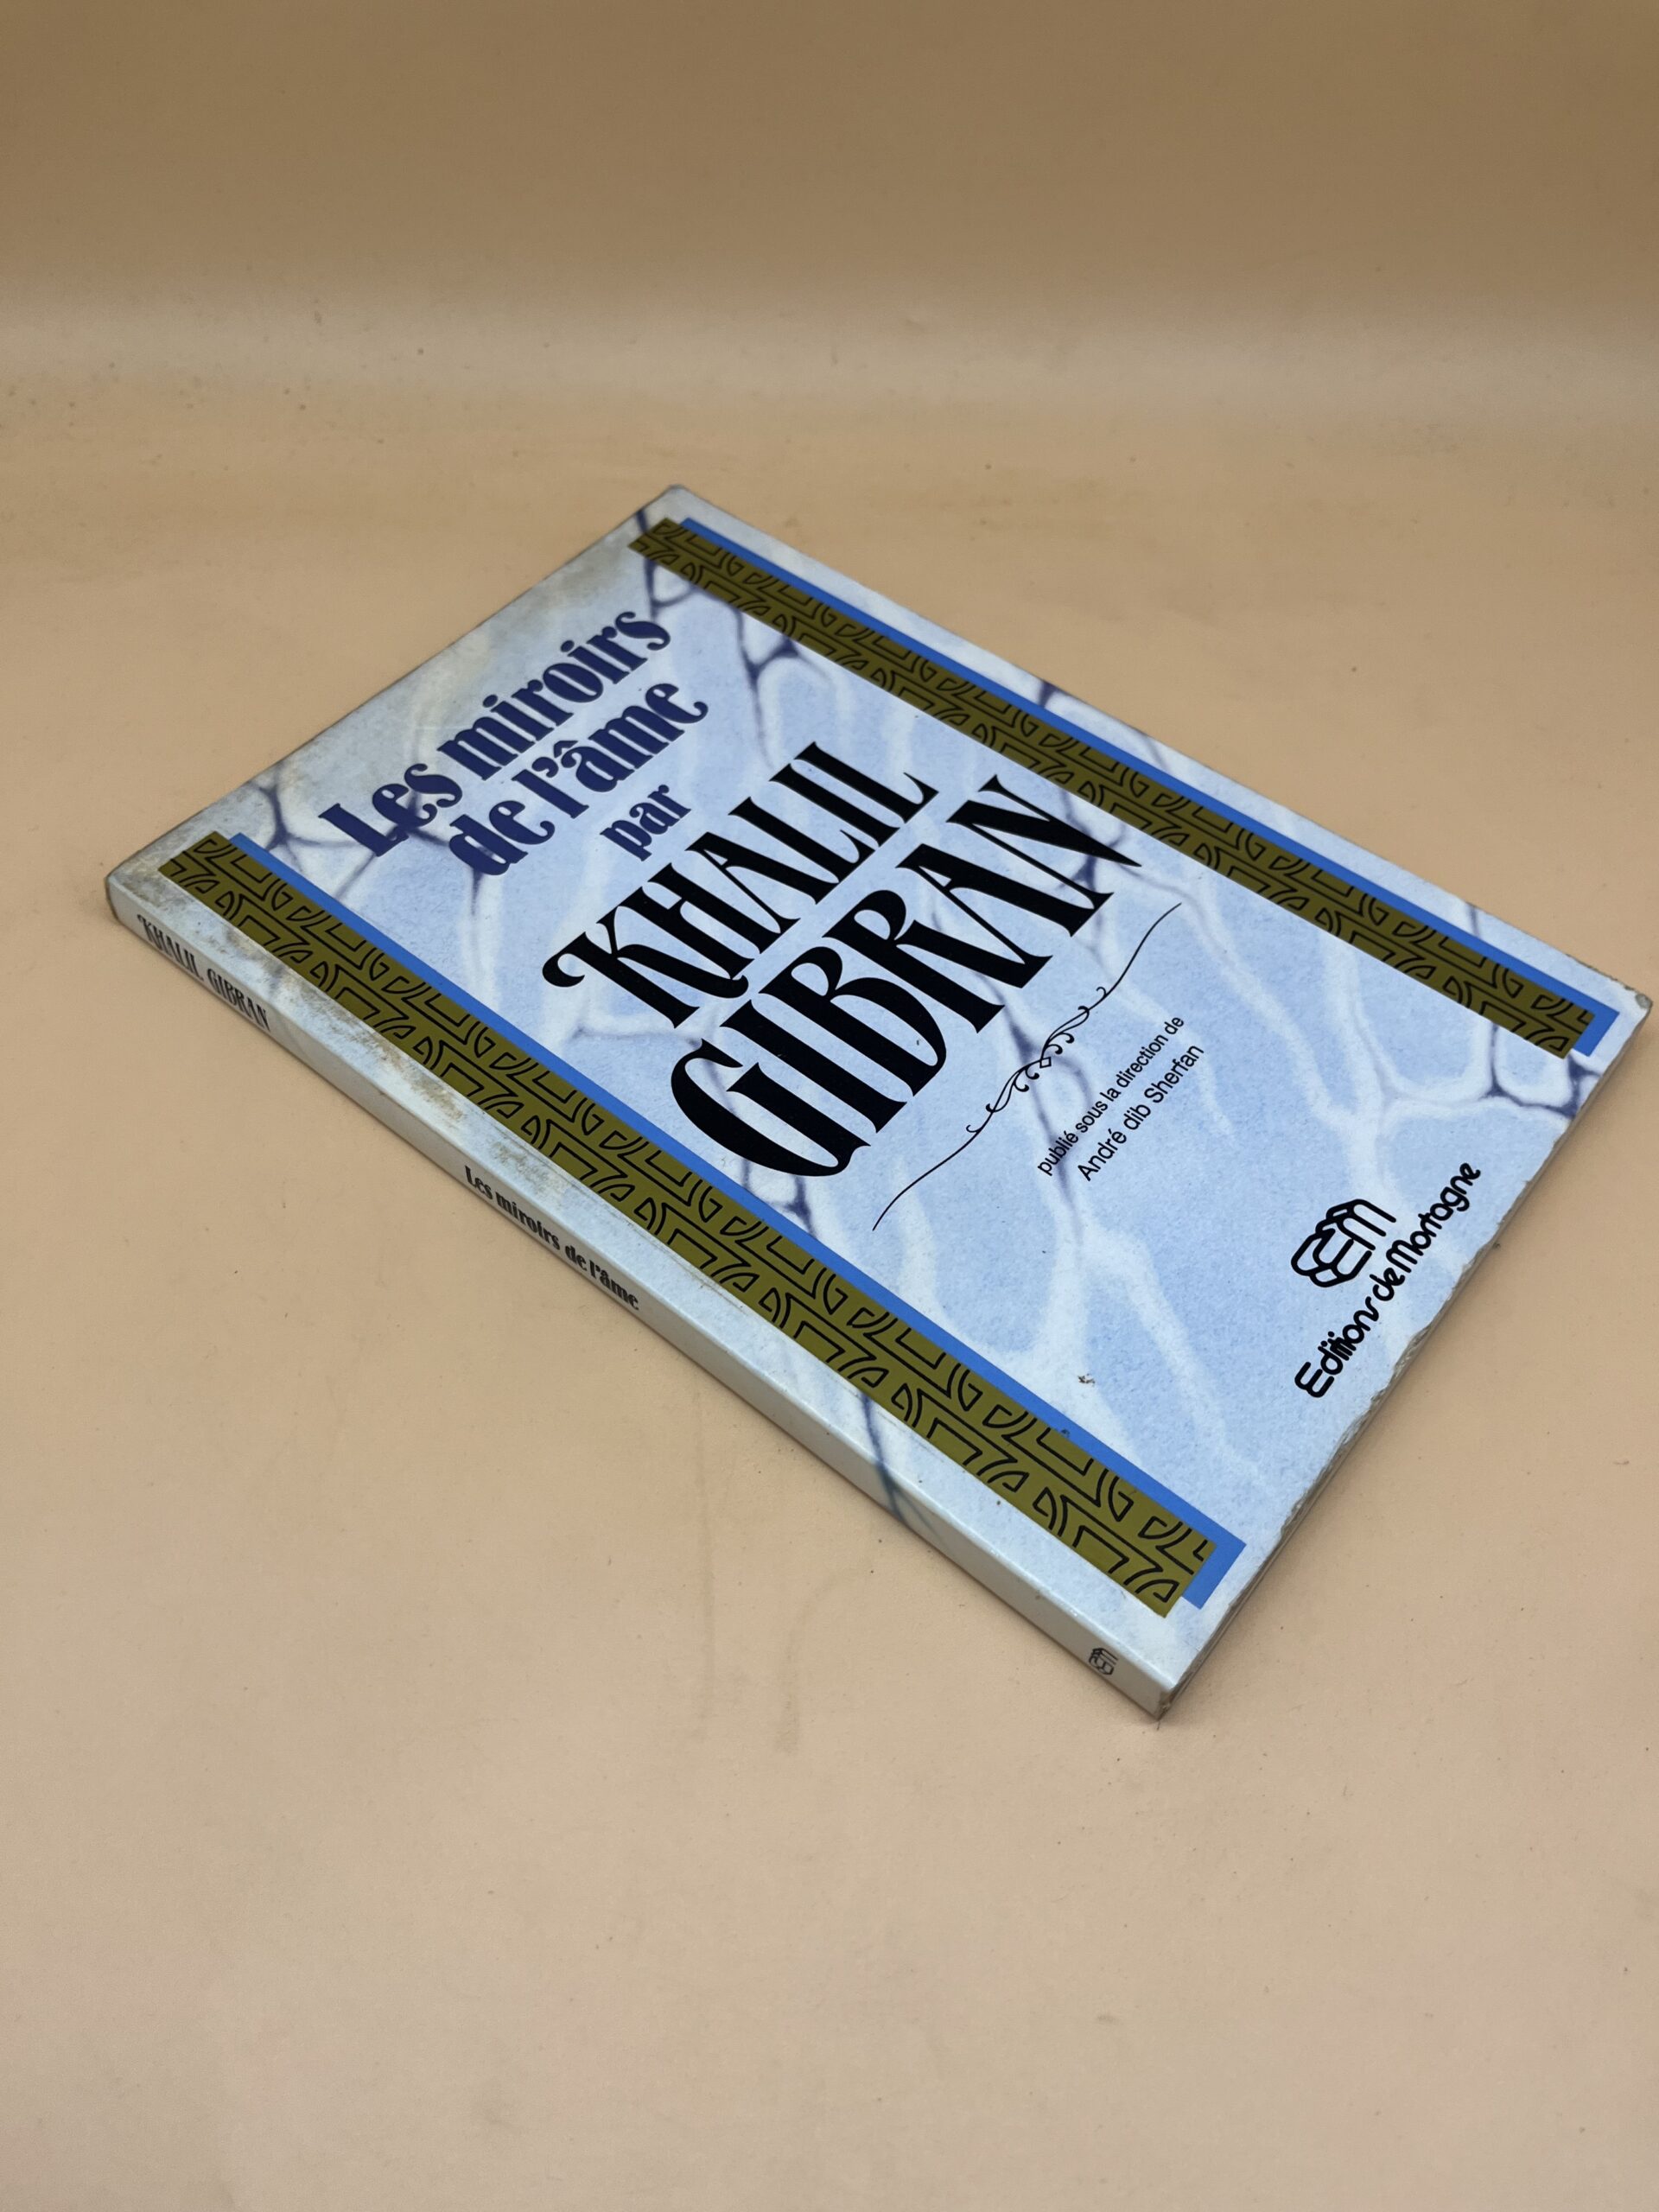 Les miroirs
de l'âme
par
KHALIL
GIBRAN
publié sous la direction de
André dib Sherfan
EEM
Editions de Mortagne
KHALIL GIBRAN
Les miroirs de l'âme